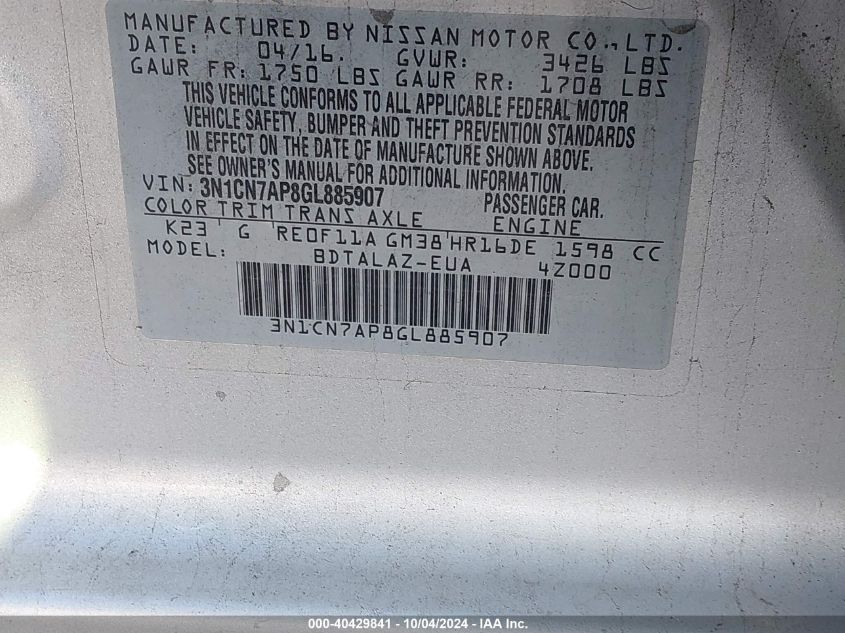 MANUFACTURED BY NISSAN MOTOR CO., LTD.
DATE: 04/16. GVWR: 3426 LBS
GAWR FR: 1750 LBS GAWR RR: 1708 LBS
THIS VEHICLE CONFORMS TO ALL APPLICABLE FEDERAL MOTOR
VEHICLE SAFETY, BUMPER AND THEFT PREVENTION STANDARDS
IN EFFECT ON THE DATE OF MANUFACTURE SHOWN ABOVE.
SEE OWNER'S MANUAL FOR ADDITIONAL INFORMATION.
VIN: 3N1CN7AP8GL885907 PASSENGER CAR.
COLOR TRIM TRANS AXLE ENGINE
K23 G RE0F11A GM38 HR16DE 1598 CC
MODEL: BDTALAZ-EUA 4Z000
3N1CN7AP8GL885907
000-40429841 - 10/04/2024 - IAA Inc.